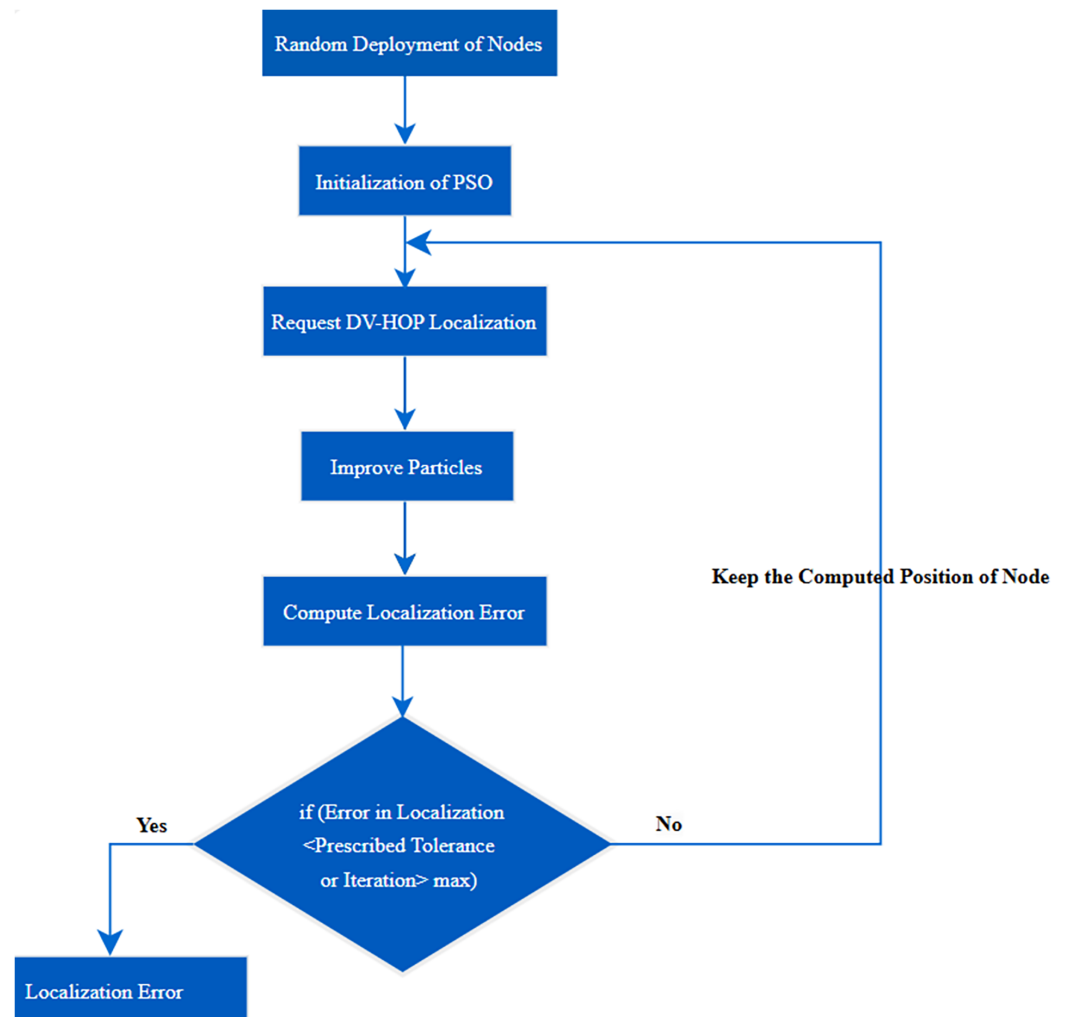 Random Deployment of Nodes
Initialization of PSO
Request DV-HOP Localization
Improve Particles
Keep the Computed Position of Node
Compute Localization Error
if (Error in Localization
<Prescribed Tolerance
or Iteration> max)
Yes
No
Localization Error